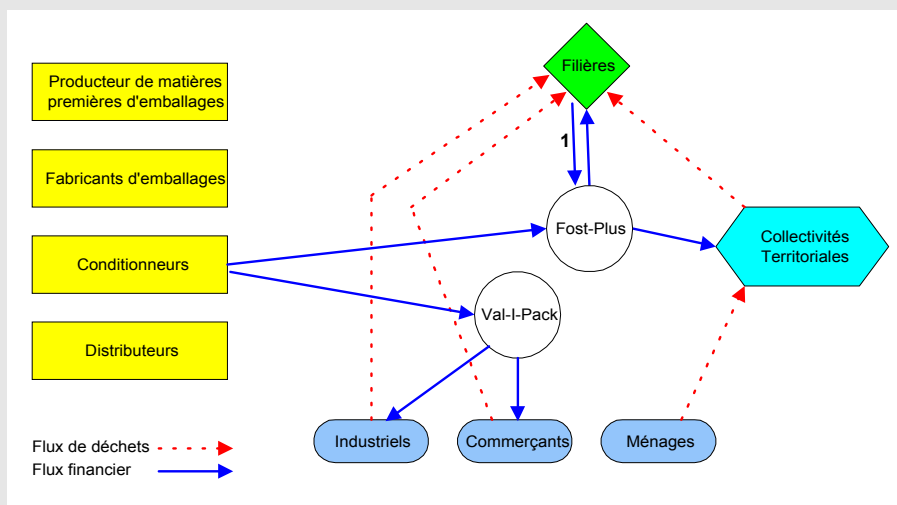 Filières
Producteur de matières
premières d'emballages
1
Fabricants d'emballages
Fost-Plus
Collectivités
Territoriales
Conditionneurs
Val-I-Pack
Distributeurs
Industriels
Commerçants
Ménages
Flux de déchets
Flux financier